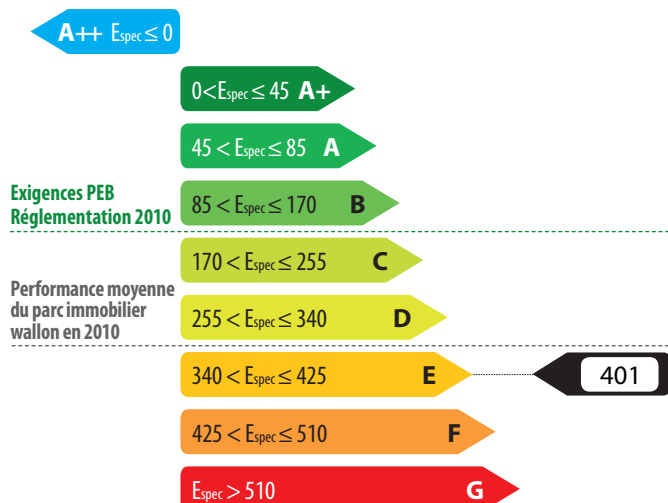 A++ Espec ≤ 0
0<Espec ≤ 45 A+
45 < Espec ≤ 85 A
Exigences PEB
Réglementation 2010
85 < Espec ≤ 170 B
170 < Espec ≤ 255 C
Performance moyenne
du parc immobilier
wallon en 2010
255 < Espec ≤ 340 D
340 < Espec ≤ 425 E
401
425 < Espec ≤ 510 F
Espec > 510 G